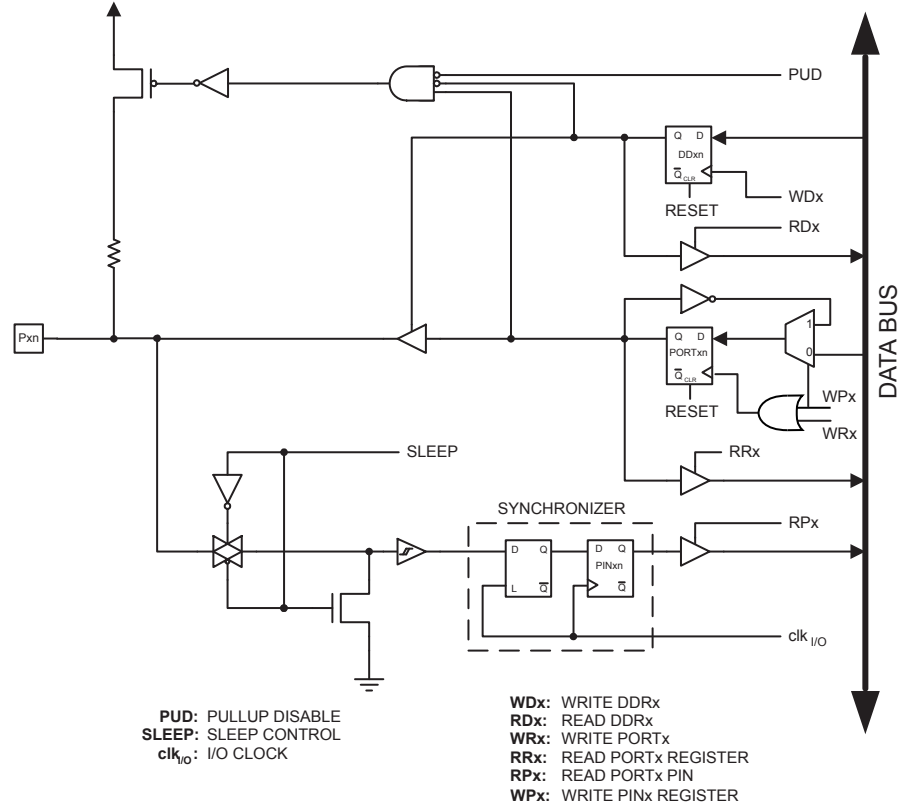 PUD
Q D
DDxn
Q CLR
WDx
RESET
RDx
Pxn
1
Q D
0
PORTxn
Q CLR
WPx
RESET
WRx
DATA BUS
SLEEP
RRx
SYNCHRONIZER
RPx
D Q
D Q
PINxn
L Q
Q
clk I/O
PUD: PULLUP DISABLE
SLEEP: SLEEP CONTROL
clkI/O: I/O CLOCK
WDx: WRITE DDRx
RDx: READ DDRx
WRx: WRITE PORTx
RRx: READ PORTx REGISTER
RPx: READ PORTx PIN
WPx: WRITE PINx REGISTER